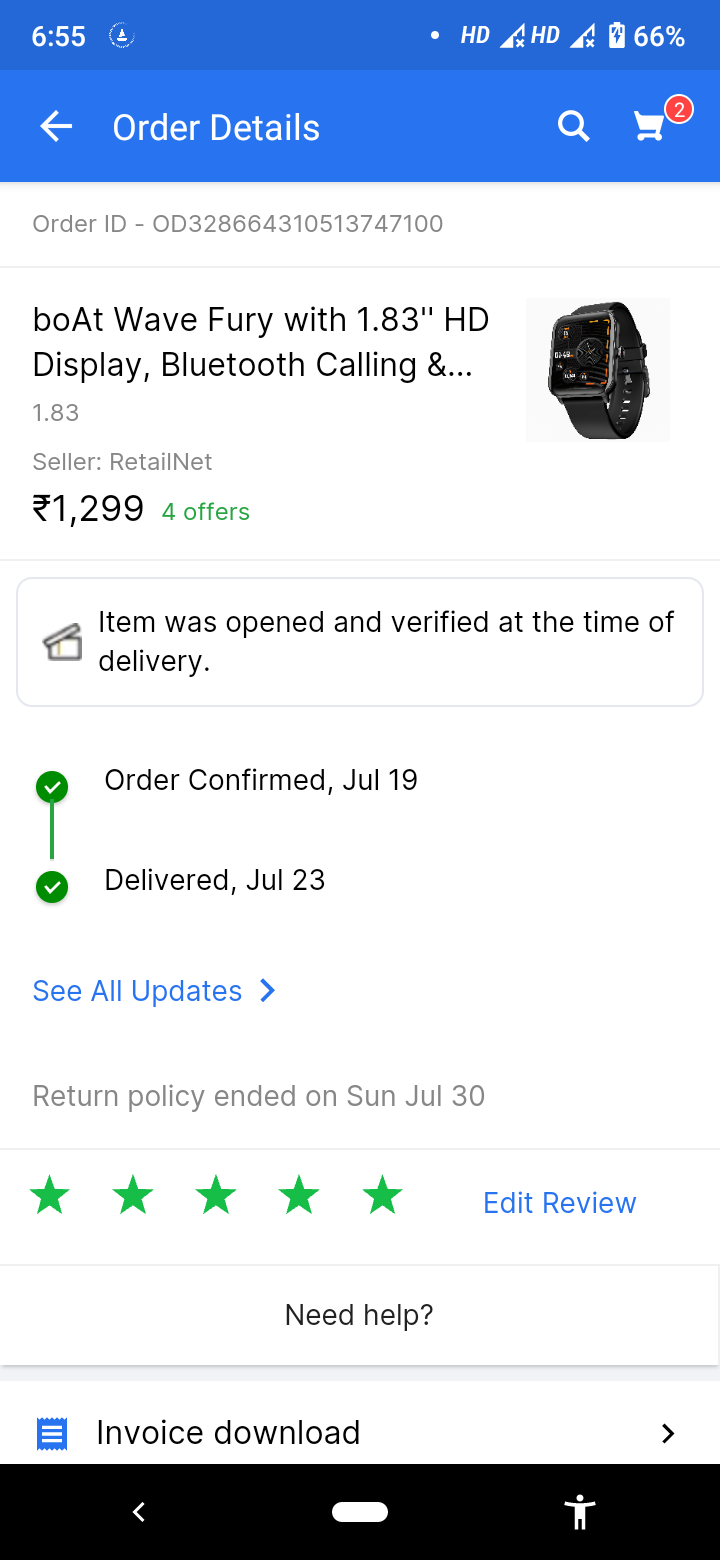 6:55
HD HD 66%
Order Details
2
Order ID - OD328664310513747100
boAt Wave Fury with 1.83'' HD
Display, Bluetooth Calling &...
1.83
Seller: RetailNet
₹1,299 4 offers
Item was opened and verified at the time of
delivery.
Order Confirmed, Jul 19
Delivered, Jul 23
See All Updates
Return policy ended on Sun Jul 30
Edit Review
Need help?
Invoice download